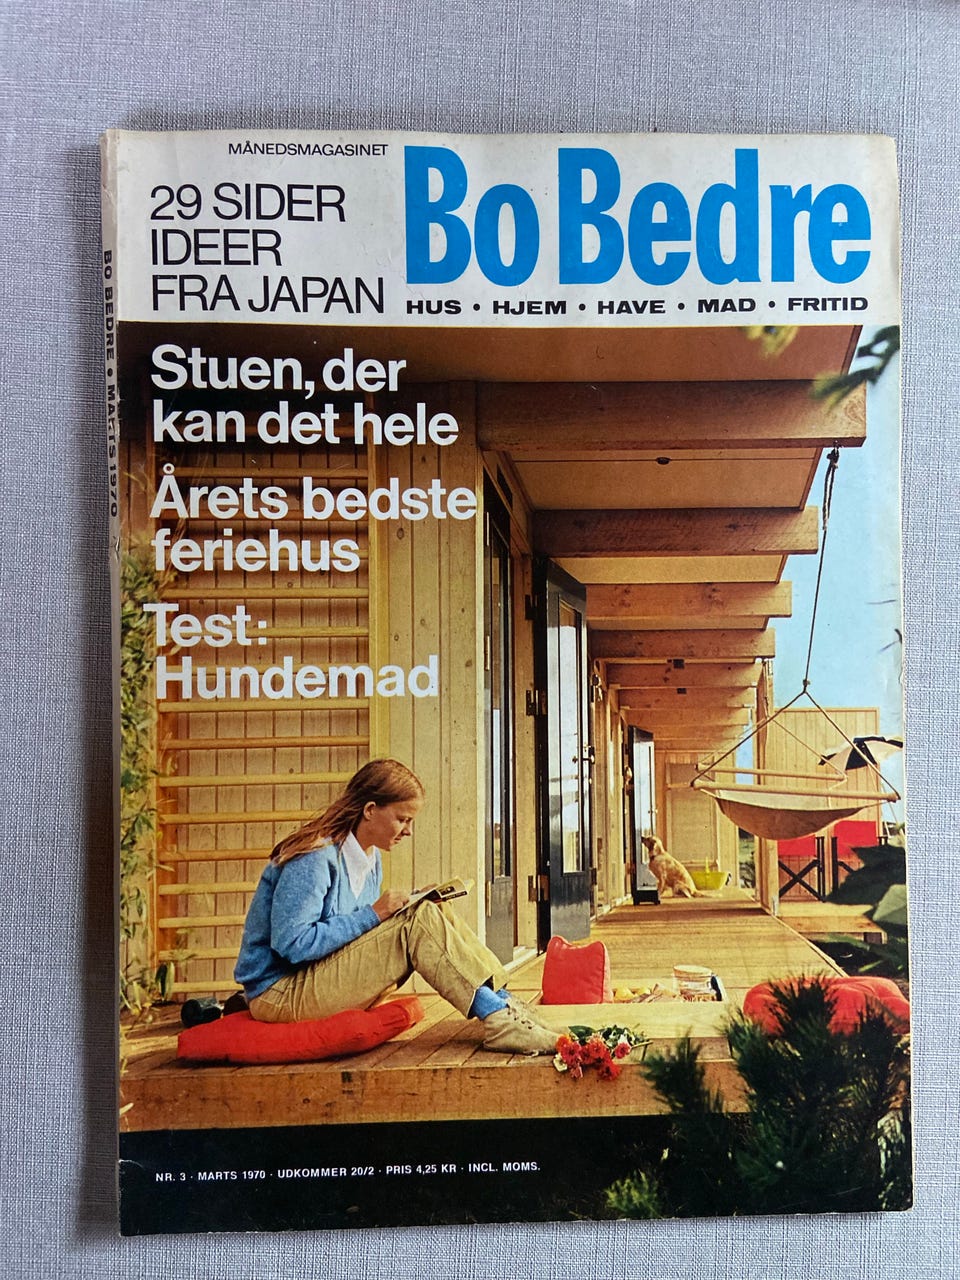 MÅNEDSMAGASINET
Bo Bedre
29 SIDER
IDEER
FRA JAPAN
HUS • HJEM • HAVE • MAD • FRITID
Stuen, der
kan det hele
Årets bedste
feriehus
Test:
Hundemad
BO BEDRE • MARTS 1970
NR. 3 · MARTS 1970 · UDKOMMER 20/2 · PRIS 4,25 KR · INCL. MOMS.